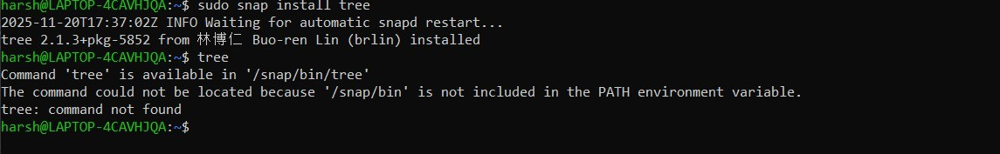 harsh@LAPTOP-4CAVHJQA:~$ sudo snap install tree
2025-11-20T17:37:02Z INFO Waiting for automatic snapd restart...
tree 2.1.3+pkg-5852 from 林博仁 Buo-ren Lin (brlin) installed
harsh@LAPTOP-4CAVHJQA:~$ tree
Command 'tree' is available in '/snap/bin/tree'
The command could not be located because '/snap/bin' is not included in the PATH environment variable.
tree: command not found
harsh@LAPTOP-4CAVHJQA:~$